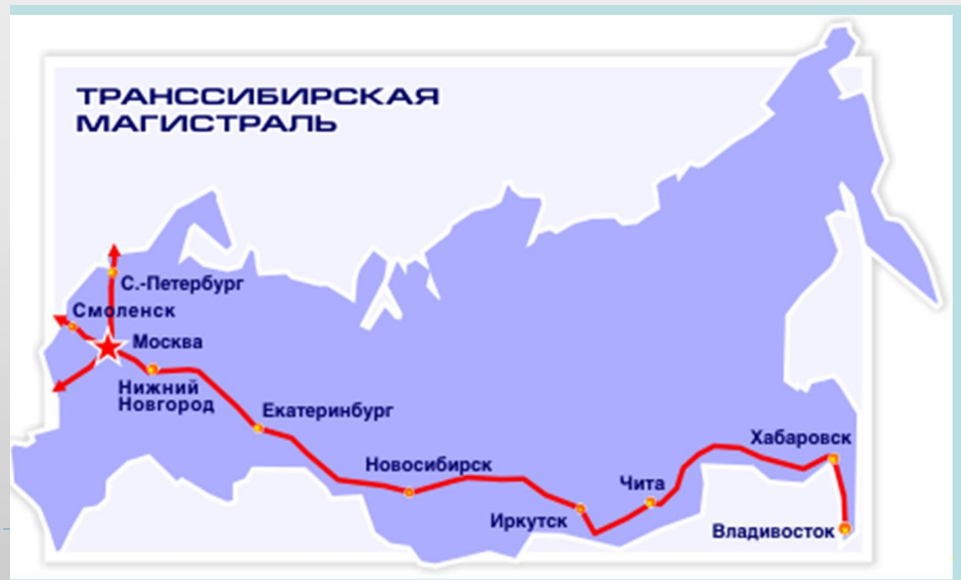 ТРАНССИБИРСКАЯ
МАГИСТРАЛЬ
С.-Петербург
Смоленск
Москва
Нижний
Новгород
Екатеринбург
Новосибирск
Иркутск
Чита
Хабаровск
Владивосток